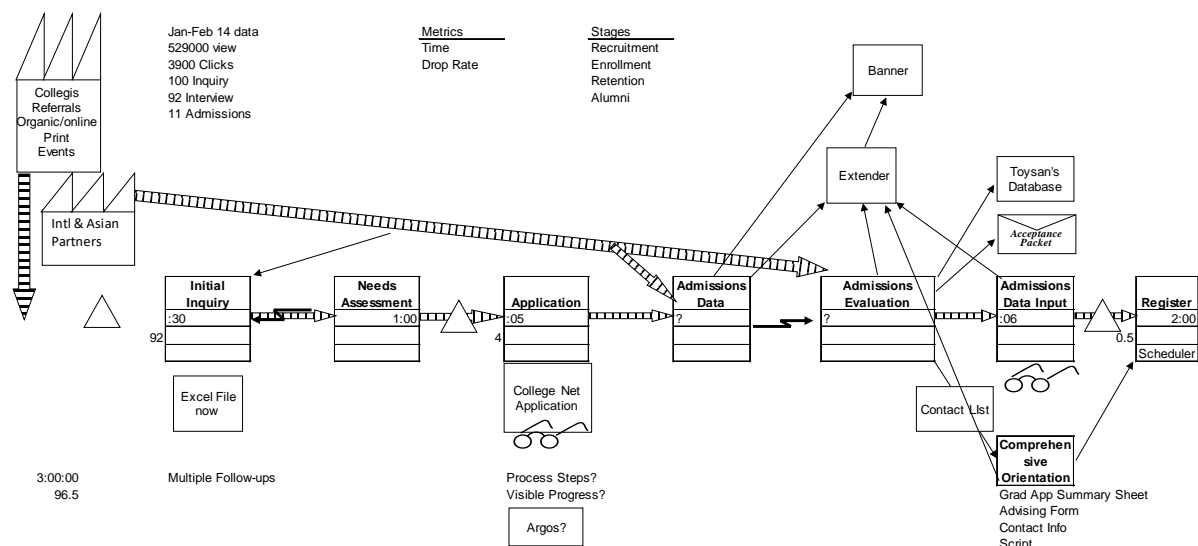 Jan-Feb 14 data
529000 view
3900 Clicks
100 Inquiry
92 Interview
11 Admissions
Metrics
Time
Drop Rate
Stages
Recruitment
Enrollment
Retention
Alumni
Banner
Collegis
Referrals
Organic/online
Print
Events
Extender
Toysan's
Database
Intl & Asian
Partners
Acceptance
Packet
Initial
Inquiry
:30
92
Needs
Assessment
1:00
Application
:05
4
Admissions
Data
?
Admissions
Evaluation
?
Admissions
Data Input
:06
0.5
Register
2:00
Scheduler
Excel File
now
College Net
Application
Contact LIst
Comprehen
sive
Orientation
3:00:00
96.5
Multiple Follow-ups
Process Steps?
Visible Progress?
Argos?
Grad App Summary Sheet
Advising Form
Contact Info
Script